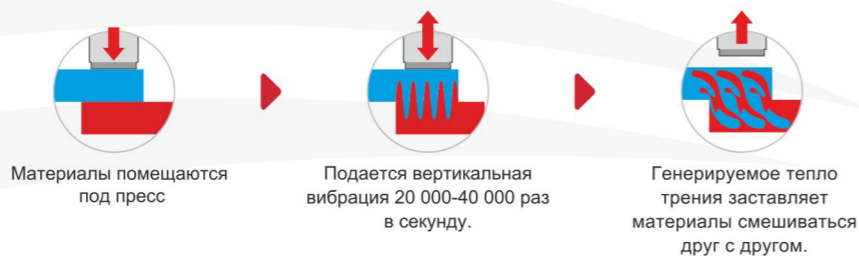 Материалы помещаются
под пресс
Подается вертикальная
вибрация 20 000-40 000 раз
в секунду.
Генерируемое тепло
трения заставляет
материалы смешиваться
друг с другом.